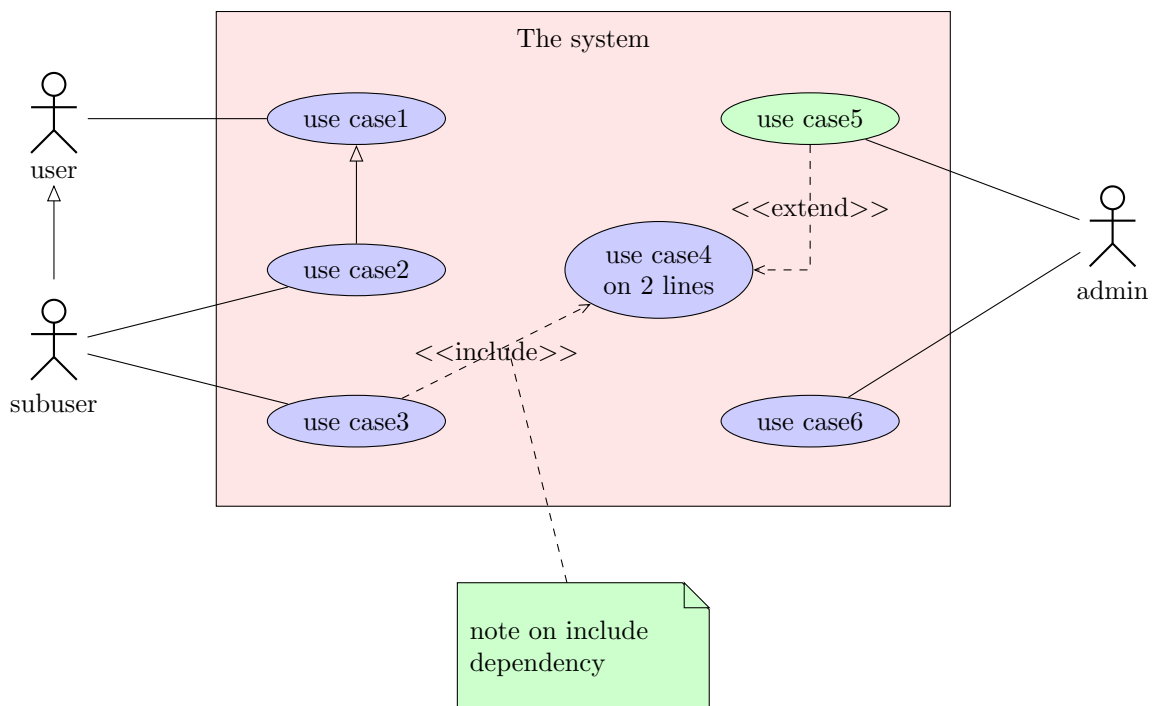 The system
user
use case1
use case5
<<extend>>
use case2
use case4
on 2 lines
admin
<<include>>
subuser
use case3
use case6
note on include
dependency